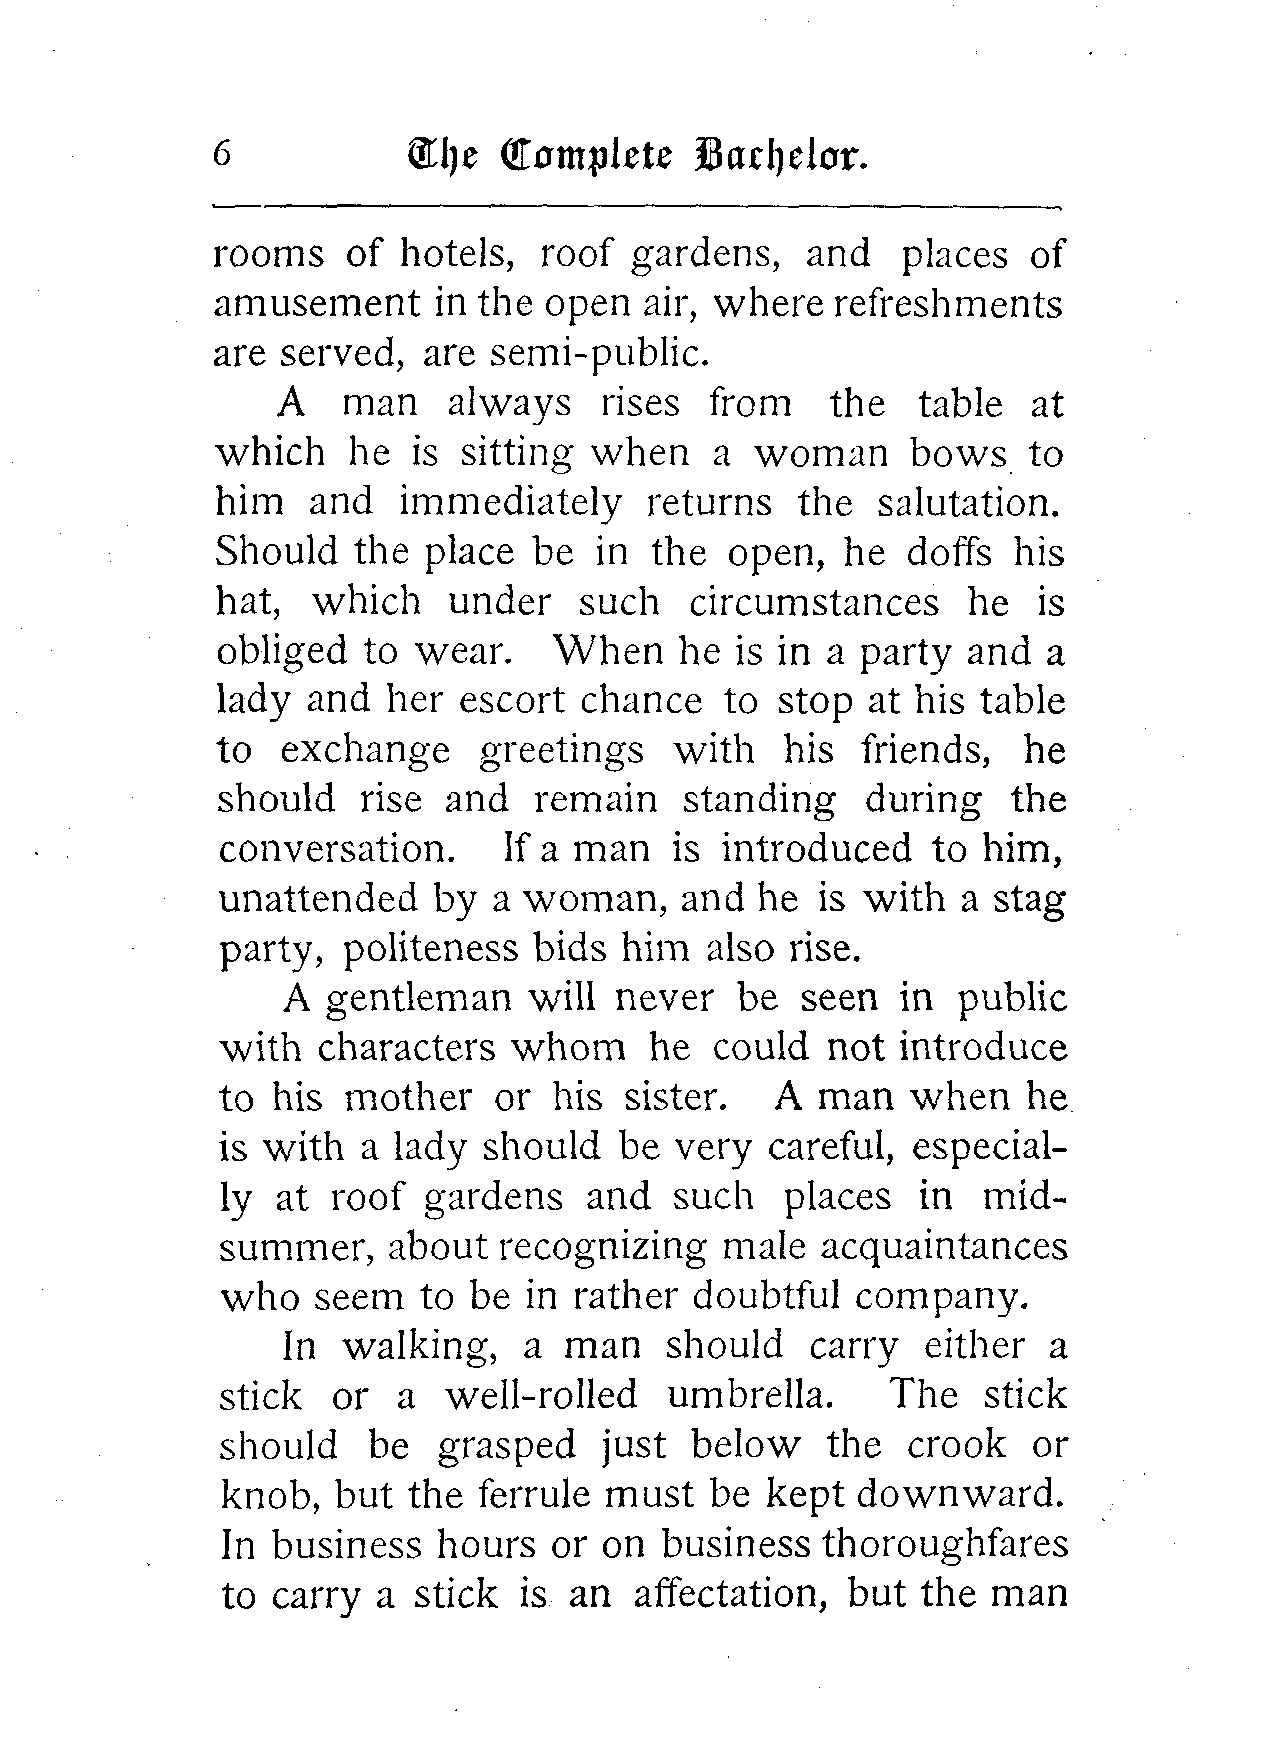 6 The Complete Bachelor.
rooms of hotels, roof gardens, and places of
amusement in the open air, where refreshments
are served, are semi-public.
A man always rises from the table at
which he is sitting when a woman bows to
him and immediately returns the salutation.
Should the place be in the open, he doffs his
hat, which under such circumstances he is
obliged to wear. When he is in a party and a
lady and her escort chance to stop at his table
to exchange greetings with his friends, he
should rise and remain standing during the
conversation. If a man is introduced to him,
unattended by a woman, and he is with a stag
party, politeness bids him also rise.
A gentleman will never be seen in public
with characters whom he could not introduce
to his mother or his sister. A man when he
is with a lady should be very careful, especial-
ly at roof gardens and such places in mid-
summer, about recognizing male acquaintances
who seem to be in rather doubtful company.
In walking, a man should carry either a
stick or a well-rolled umbrella. The stick
should be grasped just below the crook or
knob, but the ferrule must be kept downward.
In business hours or on business thoroughfares
to carry a stick is an affectation, but the man